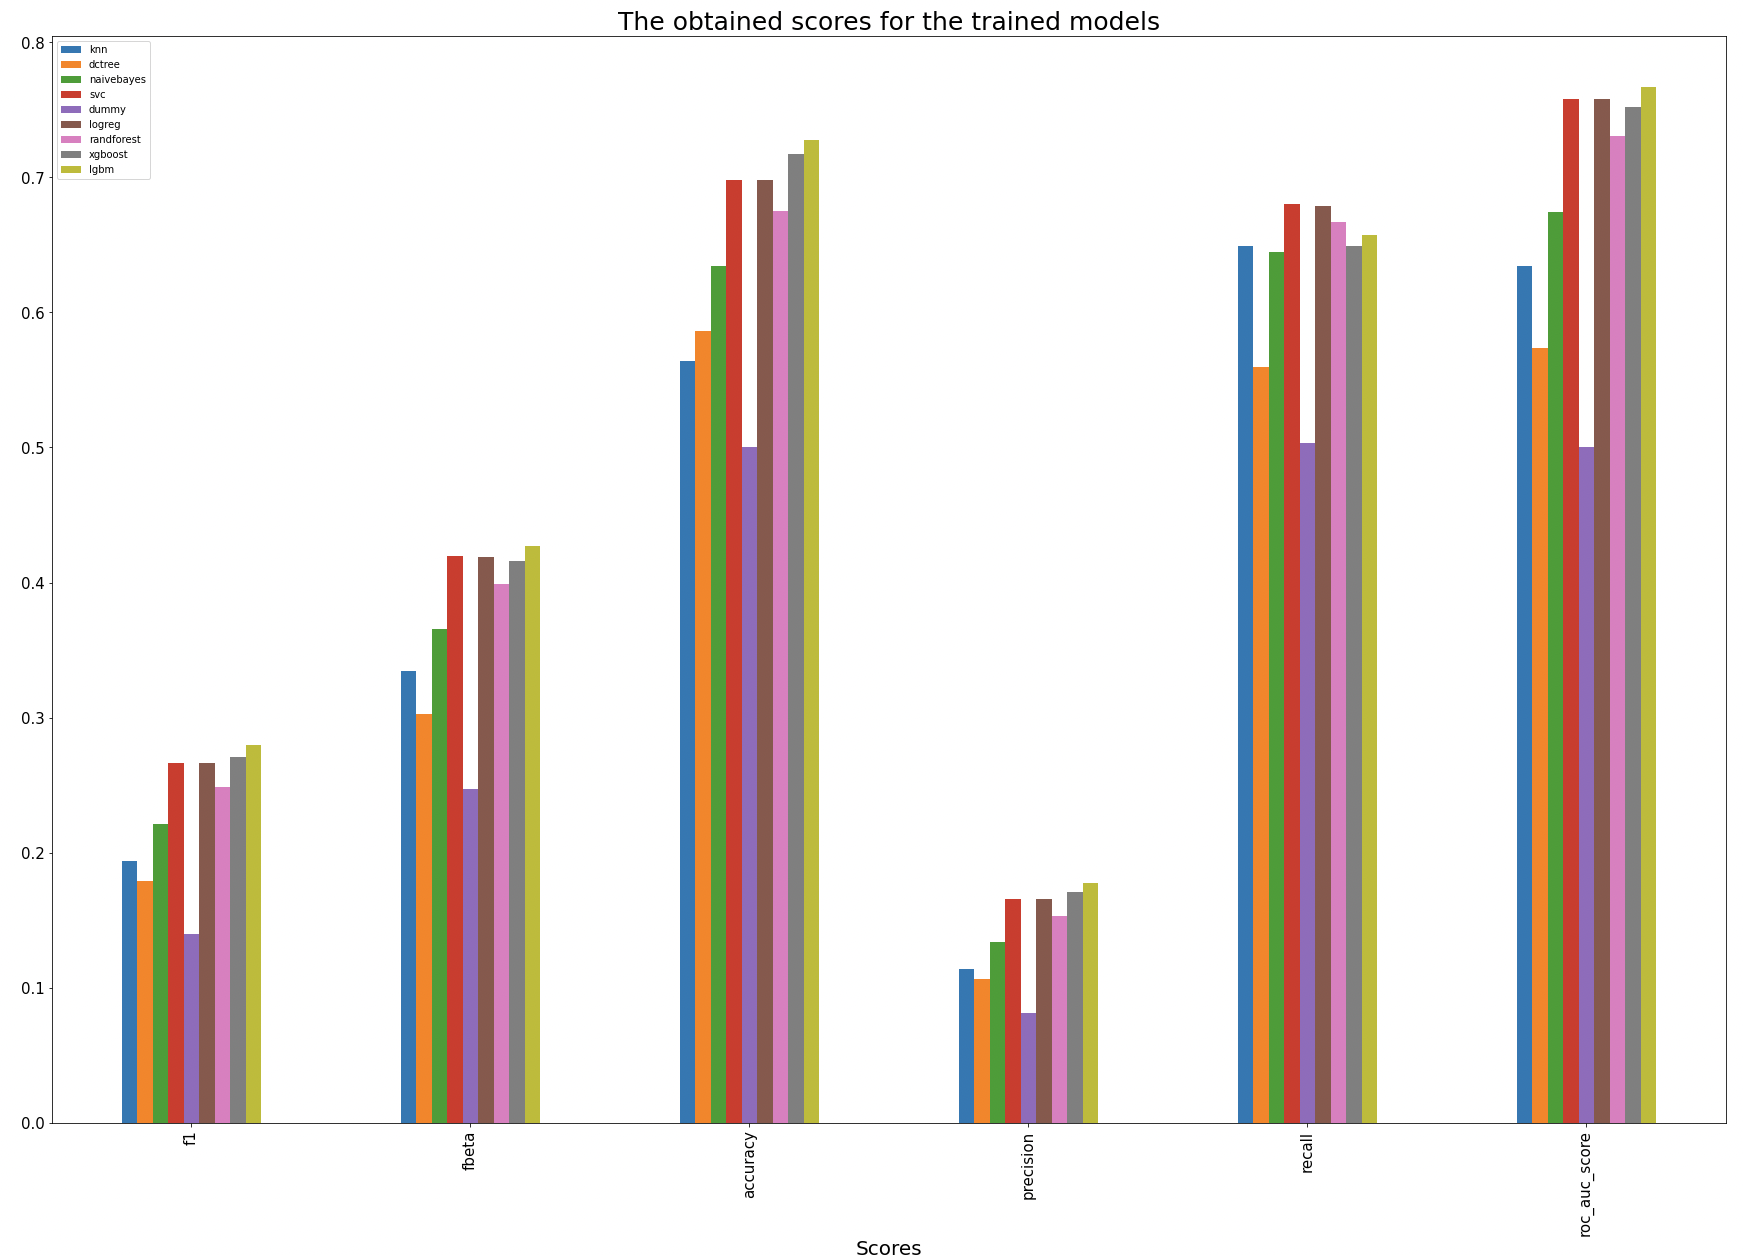 The obtained scores for the trained models
knn
dctree
naivebayes
svc
dummy
logreg
randforest
xgboost
lgbm
0.8
0.7
0.6
0.5
0.4
0.3
0.2
0.1
0.0
f1
fbeta
accuracy
precision
recall
roc_auc_score
Scores